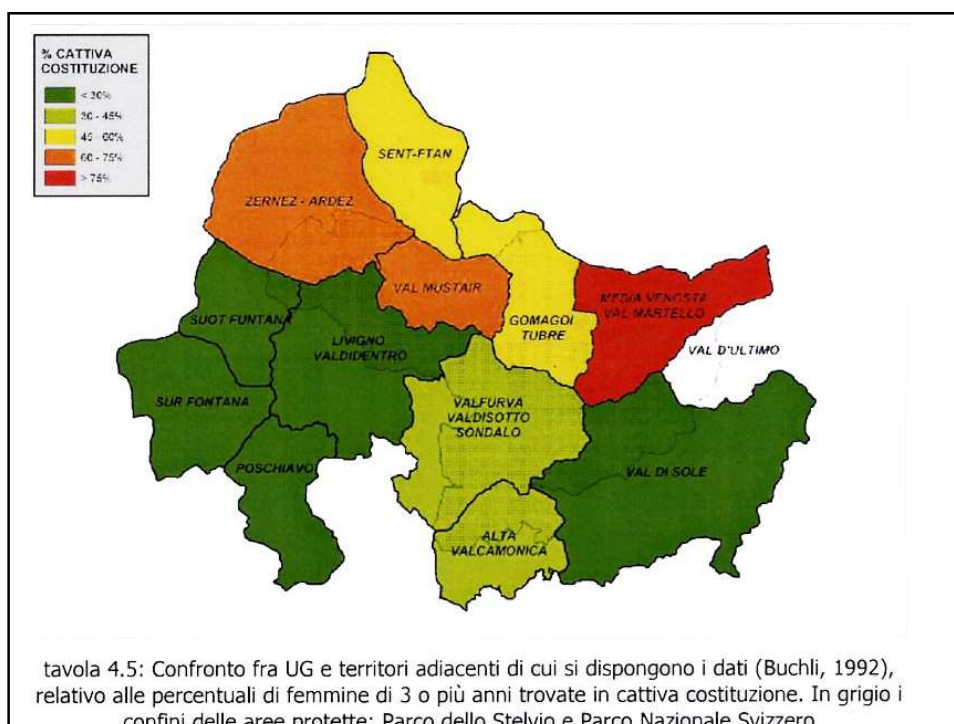 % CATTIVA
COSTITUZIONE
< 30%
30 - 45%
45 - 60%
60 - 75%
> 75%
SENT-FTAN
ZERNEZ - ARDEZ
VAL MUSTAIR
MEDIA VENOSTA
VAL MARTELLO
GOMAGOI
TUBRE
SUOT FUNTANA
LIVIGNO
VALDIDENTRO
VAL D'ULTIMO
SUR FONTANA
VALFURVA
VALDISOTTO
SONDALO
POSCHIAVO
VAL DI SOLE
ALTA
VALCAMONICA
tavola 4.5: Confronto fra UG e territori adiacenti di cui si dispongono i dati (Buchli, 1992),
relativo alle percentuali di femmine di 3 o più anni trovate in cattiva costituzione. In grigio i
confini delle aree protette: Parco dello Stelvio e Parco Nazionale Svizzero